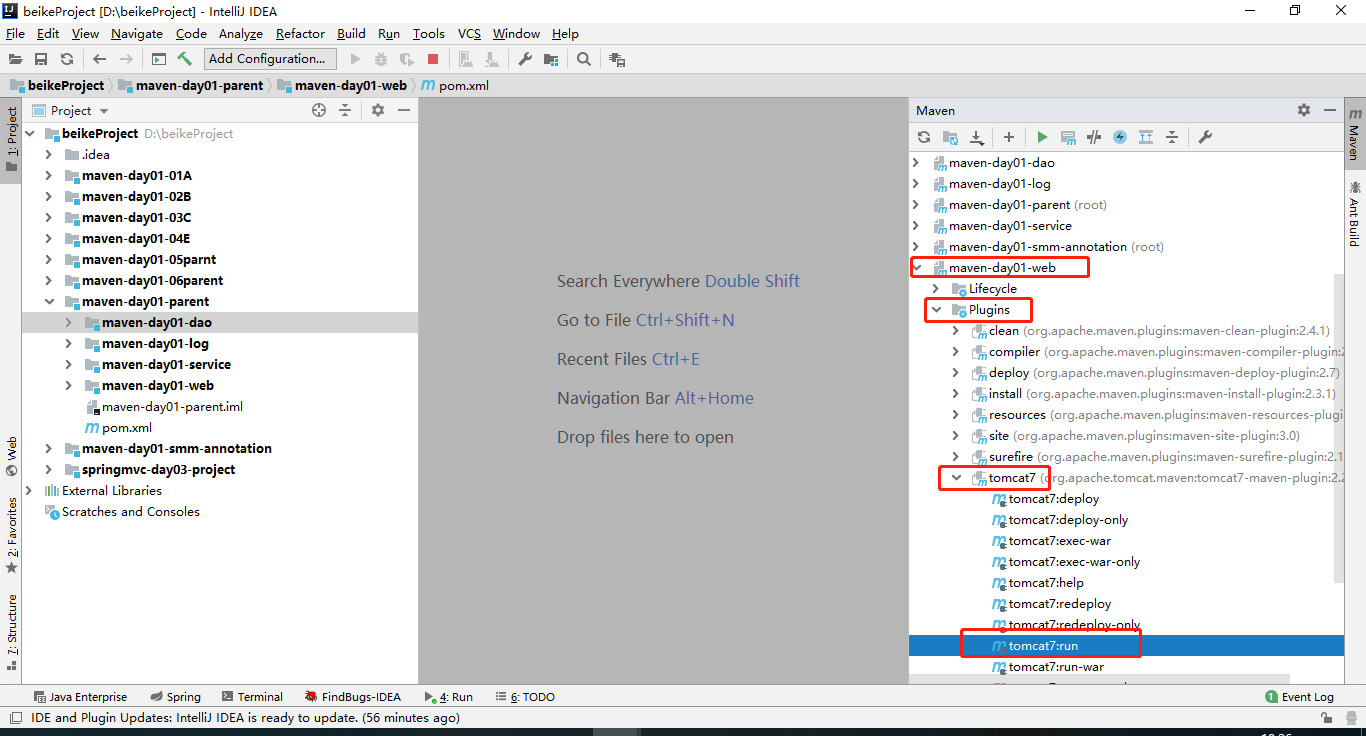 beikeProject [D:\beikeProject] - IntelliJ IDEA
File Edit View Navigate Code Analyze Refactor Build Run Tools VCS Window Help
Add Configuration...
beikeProject maven-day01-parent maven-day01-web pom.xml
1: Project
Web
2: Favorites
7: Structure
Project
beikeProject D:\beikeProject
.idea
maven-day01-01A
maven-day01-02B
maven-day01-03C
maven-day01-04E
maven-day01-05parnt
maven-day01-06parent
maven-day01-parent
maven-day01-dao
maven-day01-log
maven-day01-service
maven-day01-web
maven-day01-parent.iml
pom.xml
maven-day01-smm-annotation
springmvc-day03-project
External Libraries
Scratches and Consoles
Search Everywhere Double Shift
Go to File Ctrl+Shift+N
Recent Files Ctrl+E
Navigation Bar Alt+Home
Drop files here to open
Maven
maven-day01-dao
maven-day01-log
maven-day01-parent (root)
maven-day01-service
maven-day01-smm-annotation (root)
maven-day01-web
Lifecycle
Plugins
clean (org.apache.maven.plugins:maven-clean-plugin:2.4.1)
compiler (org.apache.maven.plugins:maven-compiler-plugin:2
deploy (org.apache.maven.plugins:maven-deploy-plugin:2.7)
install (org.apache.maven.plugins:maven-install-plugin:2.3.1)
resources (org.apache.maven.plugins:maven-resources-plugi
site (org.apache.maven.plugins:maven-site-plugin:3.0)
surefire (org.apache.maven.plugins:maven-surefire-plugin:2.1
tomcat7 (org.apache.tomcat.maven:tomcat7-maven-plugin:2.2
tomcat7:deploy
tomcat7:deploy-only
tomcat7:exec-war
tomcat7:exec-war-only
tomcat7:help
tomcat7:redeploy
tomcat7:redeploy-only
tomcat7:run
tomcat7:run-war
Maven
Ant Build
Java Enterprise Spring Terminal FindBugs-IDEA 4: Run 6: TODO 1 Event Log
IDE and Plugin Updates: IntelliJ IDEA is ready to update. (56 minutes ago)